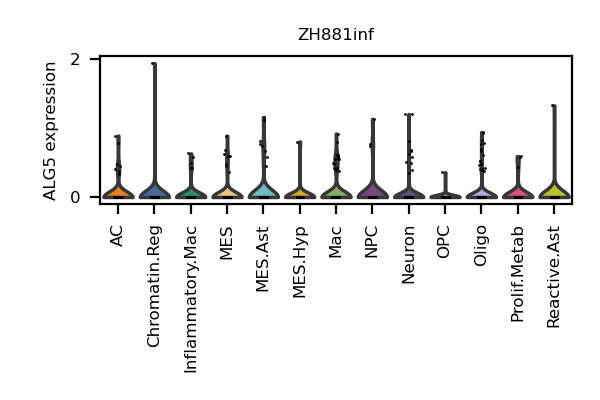 ZH881inf
ALG5 expression
2
0
AC
Chromatin.Reg
Inflammatory.Mac
MES
MES.Ast
MES.Hyp
Mac
NPC
Neuron
OPC
Oligo
Prolif.Metab
Reactive.Ast